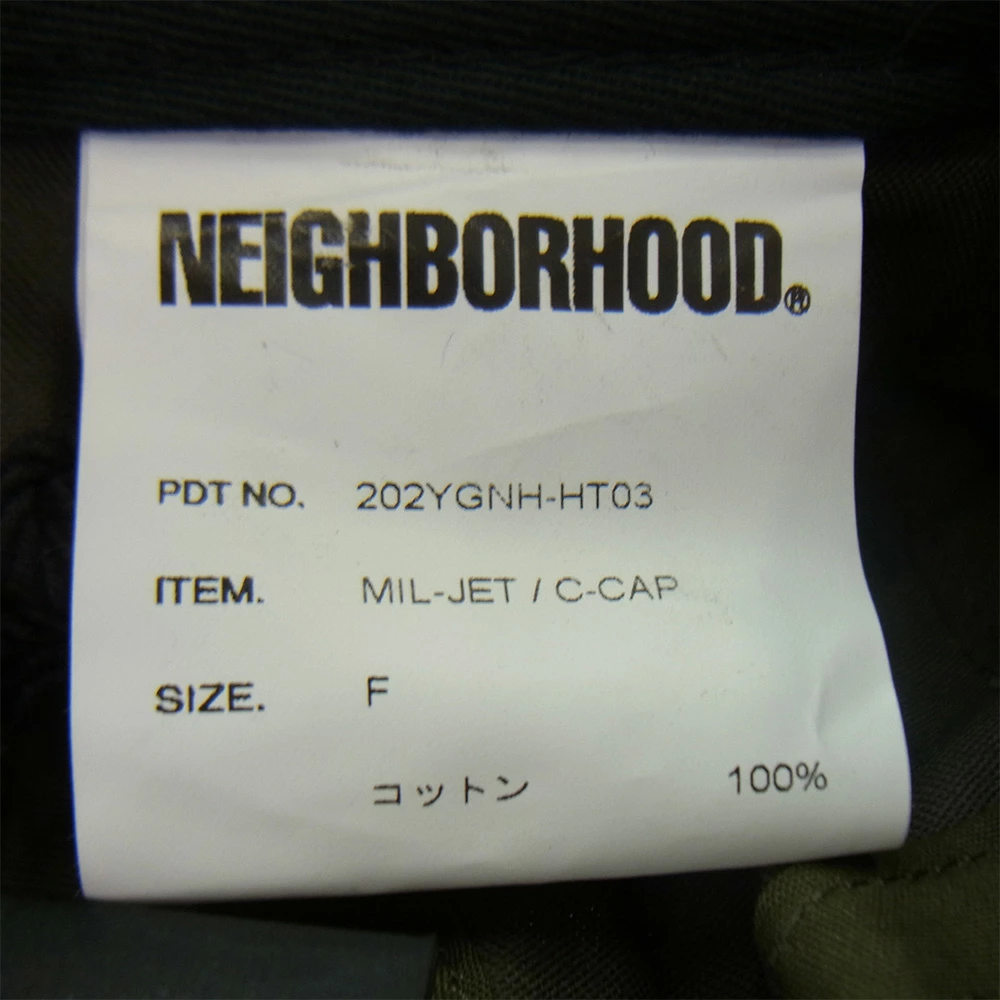 NEIGHBORHOOD®
PDT NO. 202YGNH-HT03
ITEM. MIL-JET / C-CAP
SIZE. F
コットン 100%